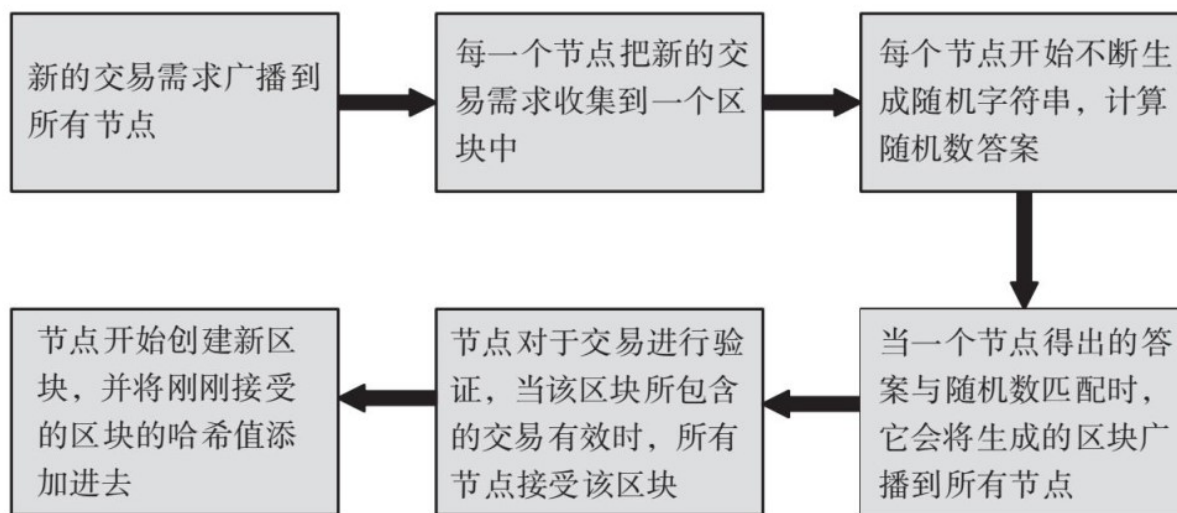 新的交易需求广播到
所有节点
每一个节点把新的交
易需求收集到一个区
块中
每个节点开始不断生
成随机字符串，计算
随机数答案
当一个节点得出的答
案与随机数匹配时，
它会将生成的区块广
播到所有节点
节点对于交易进行验
证，当该区块所包含
的交易有效时，所有
节点接受该区块
节点开始创建新区
块，并将刚刚接受
的区块的哈希值添
加进去